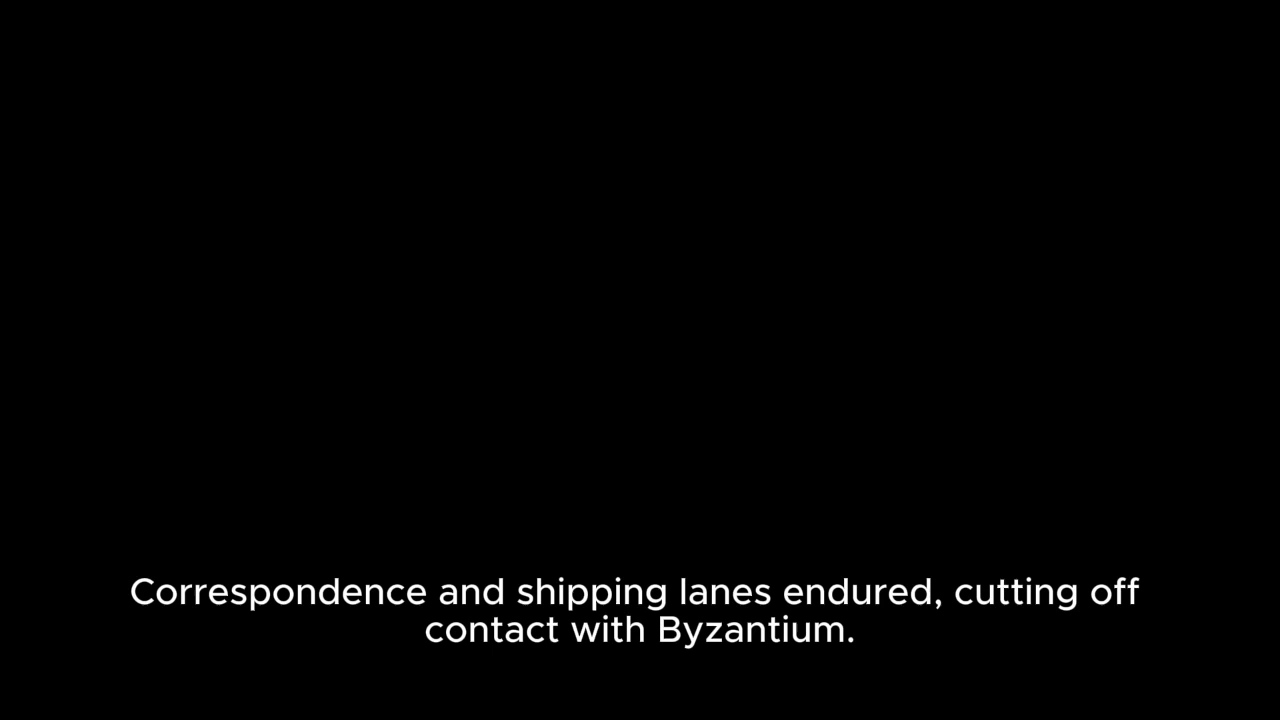 Correspondence and shipping lanes endured, cutting off
contact with Byzantium.